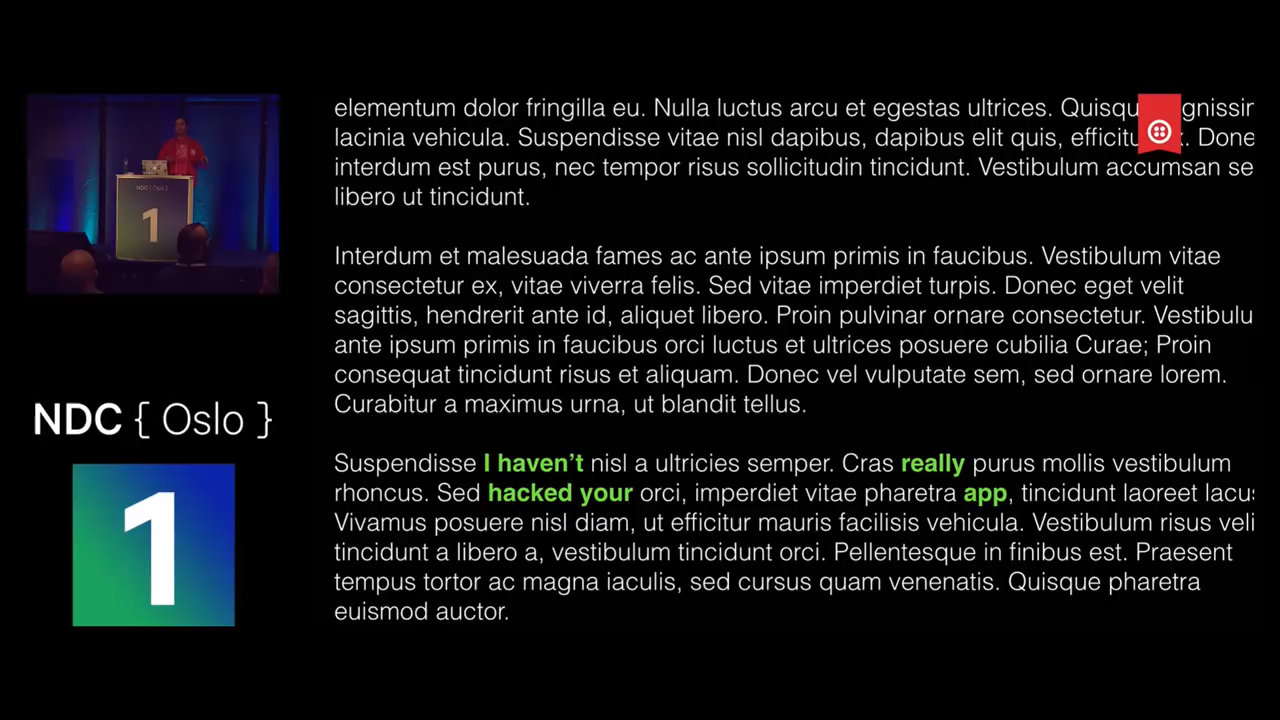 elementum dolor fringilla eu. Nulla luctus arcu et egestas ultrices. Quisqu gnissir
lacinia vehicula. Suspendisse vitae nisl dapibus, dapibus elit quis, efficitu x. Done
interdum est purus, nec tempor risus sollicitudin tincidunt. Vestibulum accumsan se
libero ut tincidunt.
Interdum et malesuada fames ac ante ipsum primis in faucibus. Vestibulum vitae
consectetur ex, vitae viverra felis. Sed vitae imperdiet turpis. Donec eget velit
sagittis, hendrerit ante id, aliquet libero. Proin pulvinar ornare consectetur. Vestibulu
ante ipsum primis in faucibus orci luctus et ultrices posuere cubilia Curae; Proin
consequat tincidunt risus et aliquam. Donec vel vulputate sem, sed ornare lorem.
Curabitur a maximus urna, ut blandit tellus.
Suspendisse I haven’t nisl a ultricies semper. Cras really purus mollis vestibulum
rhoncus. Sed hacked your orci, imperdiet vitae pharetra app, tincidunt laoreet lacus
Vivamus posuere nisl diam, ut efficitur mauris facilisis vehicula. Vestibulum risus veli
tincidunt a libero a, vestibulum tincidunt orci. Pellentesque in finibus est. Praesent
tempus tortor ac magna iaculis, sed cursus quam venenatis. Quisque pharetra
euismod auctor.
NDC { Oslo }
1
NDC { Oslo }
1